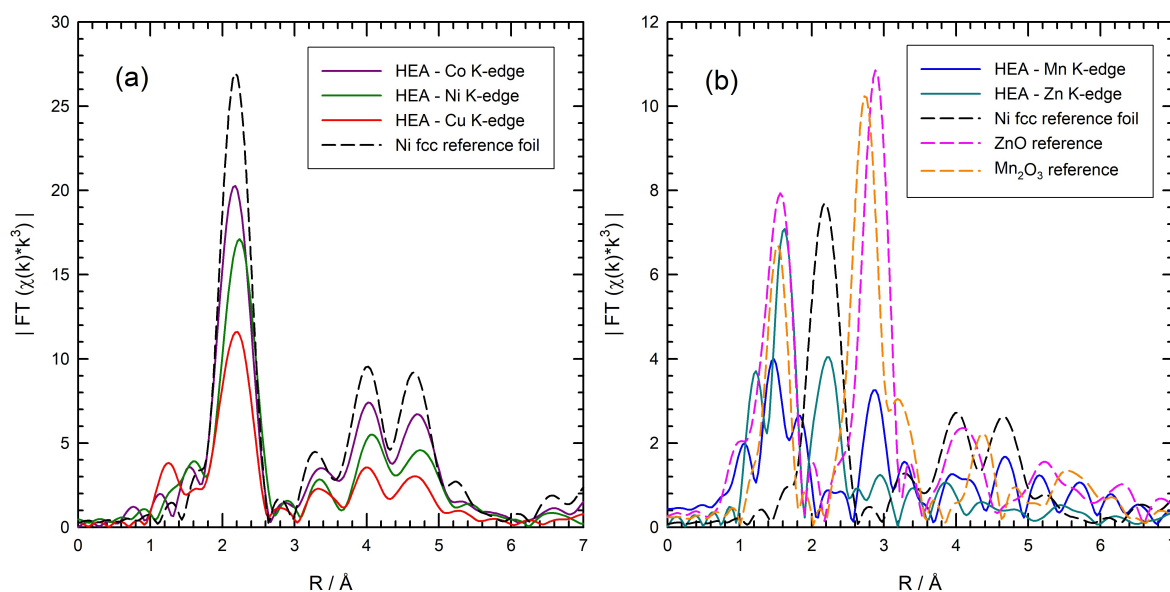 (a)
HEA - Co K-edge
HEA - Ni K-edge
HEA - Cu K-edge
Ni fcc reference foil
| FT (χ(k)*k³) |
30
25
20
15
10
5
0
0 1 2 3 4 5 6 7
R / Å
(b)
HEA - Mn K-edge
HEA - Zn K-edge
Ni fcc reference foil
ZnO reference
Mn₂O₃ reference
| FT (χ(k)*k³) |
12
10
8
6
4
2
0
0 1 2 3 4 5 6 7
R / Å